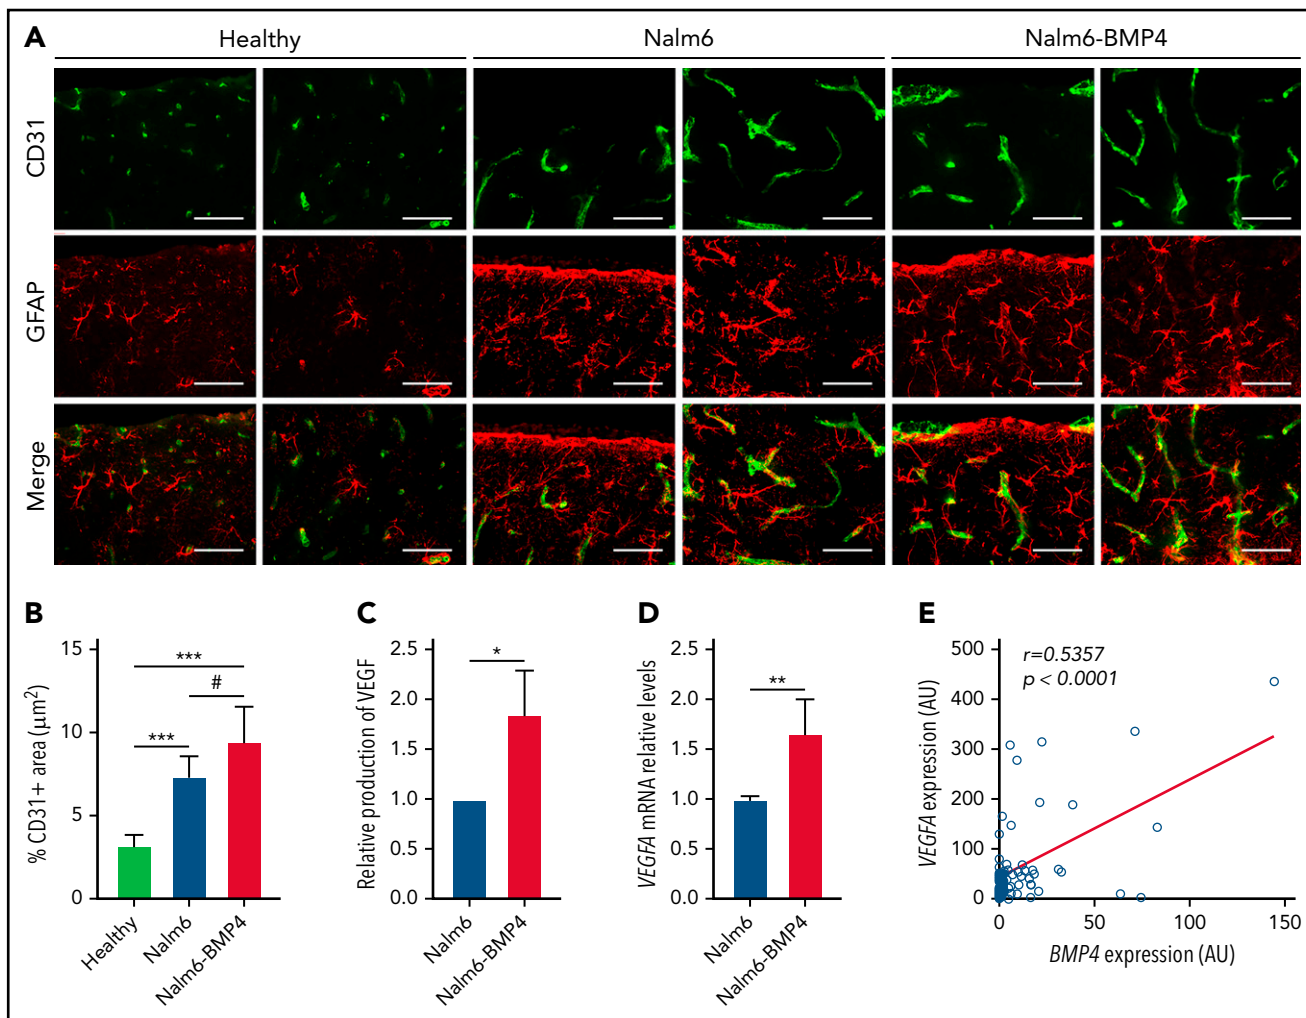 A
Healthy
Nalm6
Nalm6-BMP4
CD31
GFAP
Merge
B
% CD31+ area (μm²)
15
10
5
0
***
#
***
Healthy
Nalm6
Nalm6-BMP4
C
Relative production of VEGF
2.5
2.0
1.5
1.0
0.5
0.0
*
Nalm6
Nalm6-BMP4
D
VEGFA mRNA relative levels
2.5
2.0
1.5
1.0
0.5
0.0
**
Nalm6
Nalm6-BMP4
E
VEGFA expression (AU)
500
400
300
200
100
0
r=0.5357
p < 0.0001
0
50
100
150
BMP4 expression (AU)